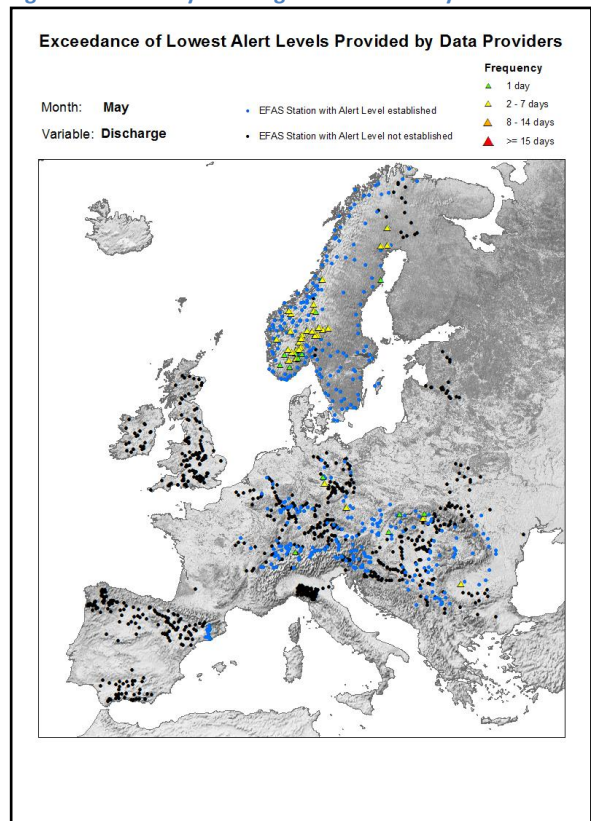 Exceedance of Lowest Alert Levels Provided by Data Providers
Frequency
1 day
2 - 7 days
8 - 14 days
>= 15 days
Month: May
Variable: Discharge
EFAS Station with Alert Level established
EFAS Station with Alert Level not established